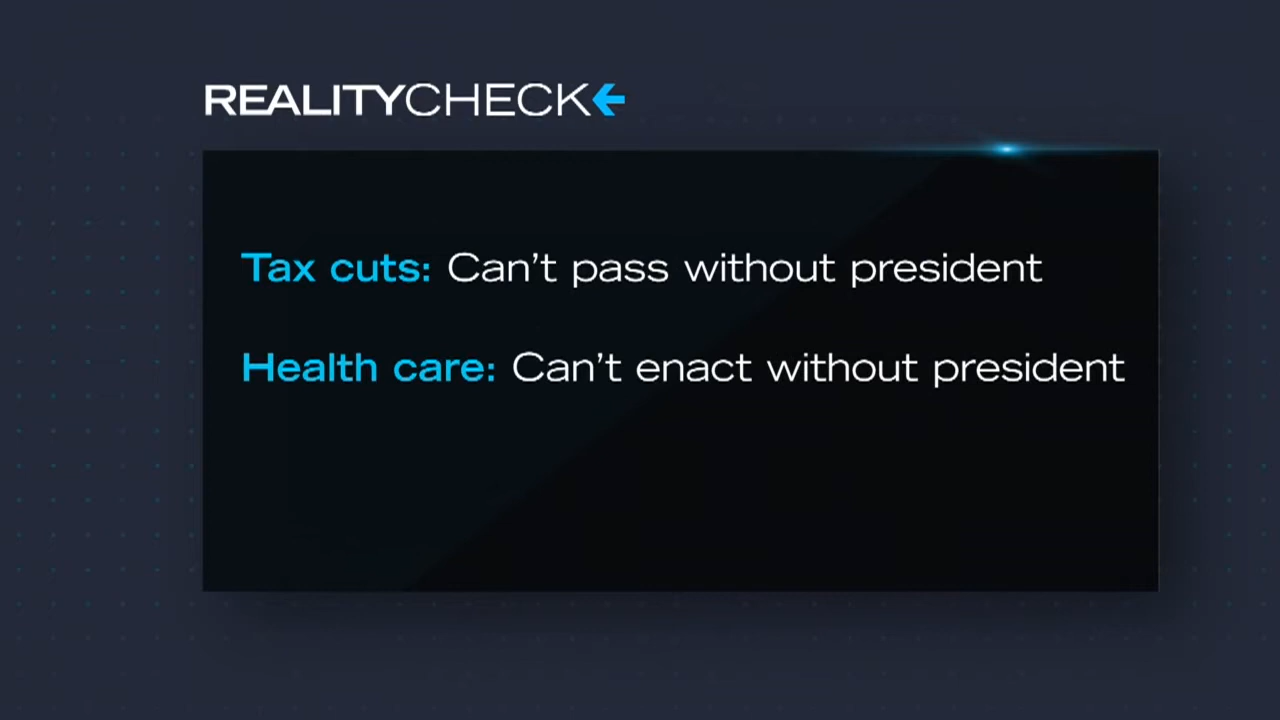 REALITYCHECK
Tax cuts: Can't pass without president
Health care: Can't enact without president